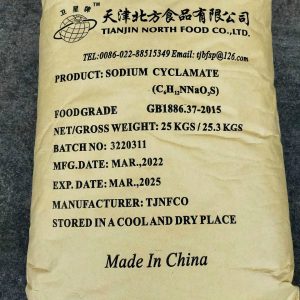 卫星牌
天津北方食品有限公司
TIANJIN NORTH FOOD CO.,LTD.
TEL:0086-022-88515349 Email: tjbfsp@126.com
PRODUCT: SODIUM CYCLAMATE
(C₆H₁₂NNaO₃S)
FOODGRADE GB1886.37-2015
NET/GROSS WEIGHT: 25 KGS / 25.3 KGS
BATCH NO: 3220311
MFG.DATE: MAR.,2022
EXP. DATE: MAR.,2025
MANUFACTURER: TJNFCO
STORED IN A COOL AND DRY PLACE
Made In China